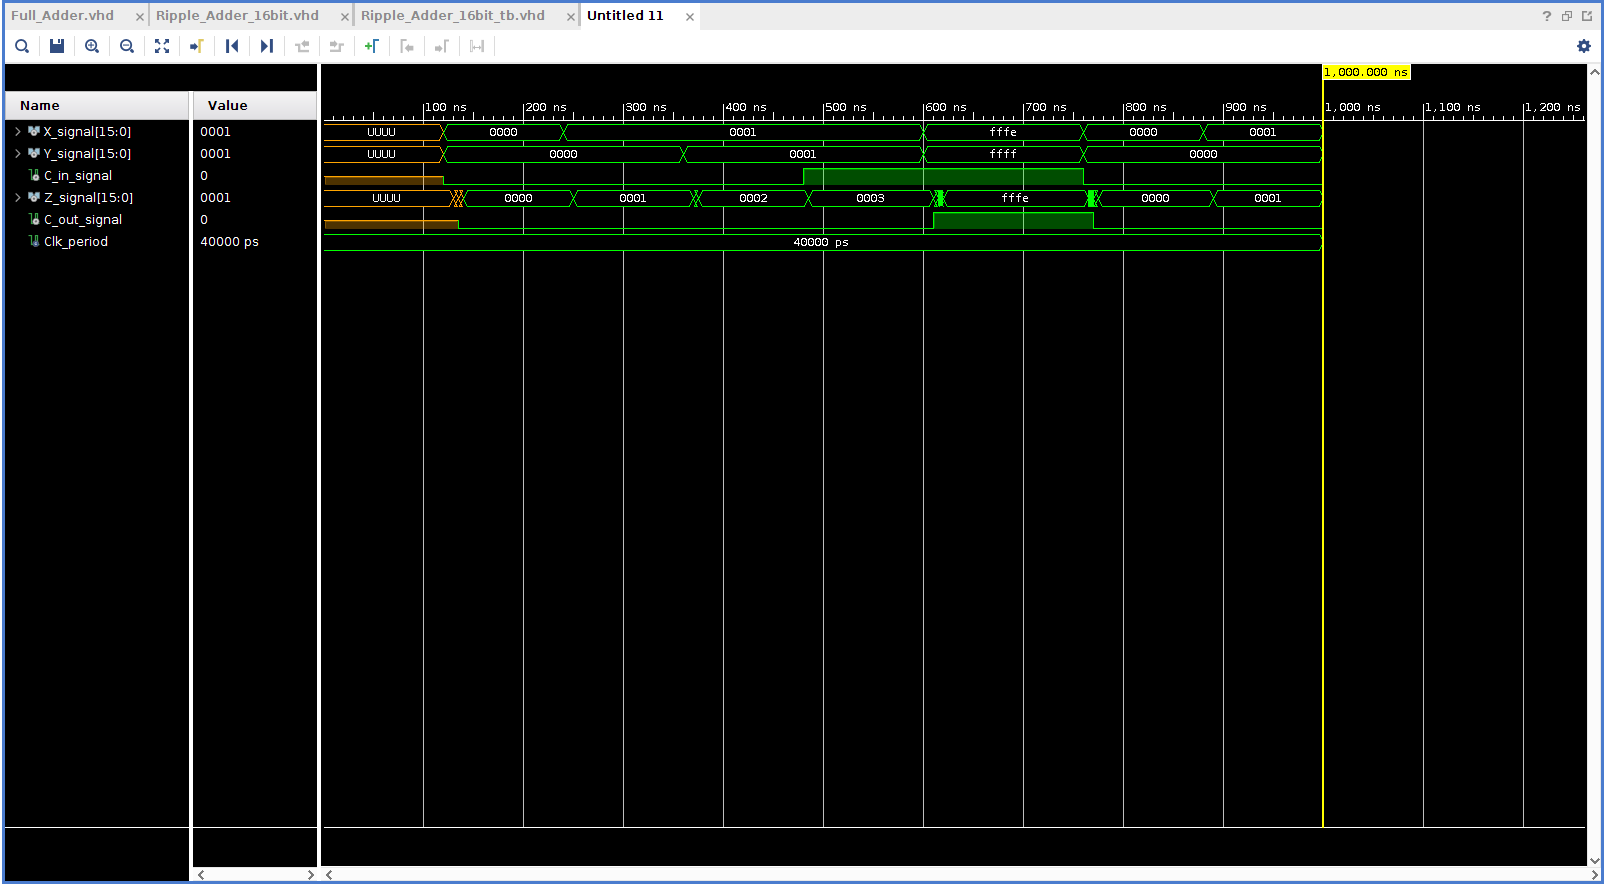 Full_Adder.vhd × Ripple_Adder_16bit.vhd × Ripple_Adder_16bit_tb.vhd × Untitled 11 ×
?
1,000.000 ns
Name Value
100 ns 200 ns 300 ns 400 ns 500 ns 600 ns 700 ns 800 ns 900 ns 1,000 ns 1,100 ns 1,200 ns
X_signal[15:0] 0001 UUUU 0000 0001 fffe 0000 0001
Y_signal[15:0] 0001 UUUU 0000 0001 ffff 0000
C_in_signal 0
Z_signal[15:0] 0001 UUUU 0000 0001 0002 0003 fffe 0000 0001
C_out_signal 0
Clk_period 40000 ps 40000 ps